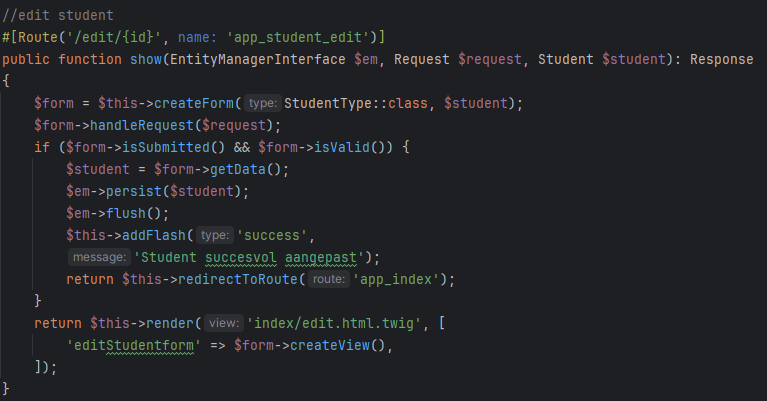 //edit student
#[Route('/edit/{id}', name: 'app_student_edit')]
public function show(EntityManagerInterface $em, Request $request, Student $student): Response
{
    $form = $this->createForm( type: StudentType::class, $student);
    $form->handleRequest($request);
    if ($form->isSubmitted() && $form->isValid()) {
        $student = $form->getData();
        $em->persist($student);
        $em->flush();
        $this->addFlash( type: 'success',
        message: 'Student succesvol aangepast');
        return $this->redirectToRoute( route: 'app_index');
    }
    return $this->render( view: 'index/edit.html.twig', [
        'editStudentform' => $form->createView(),
    ]);
}